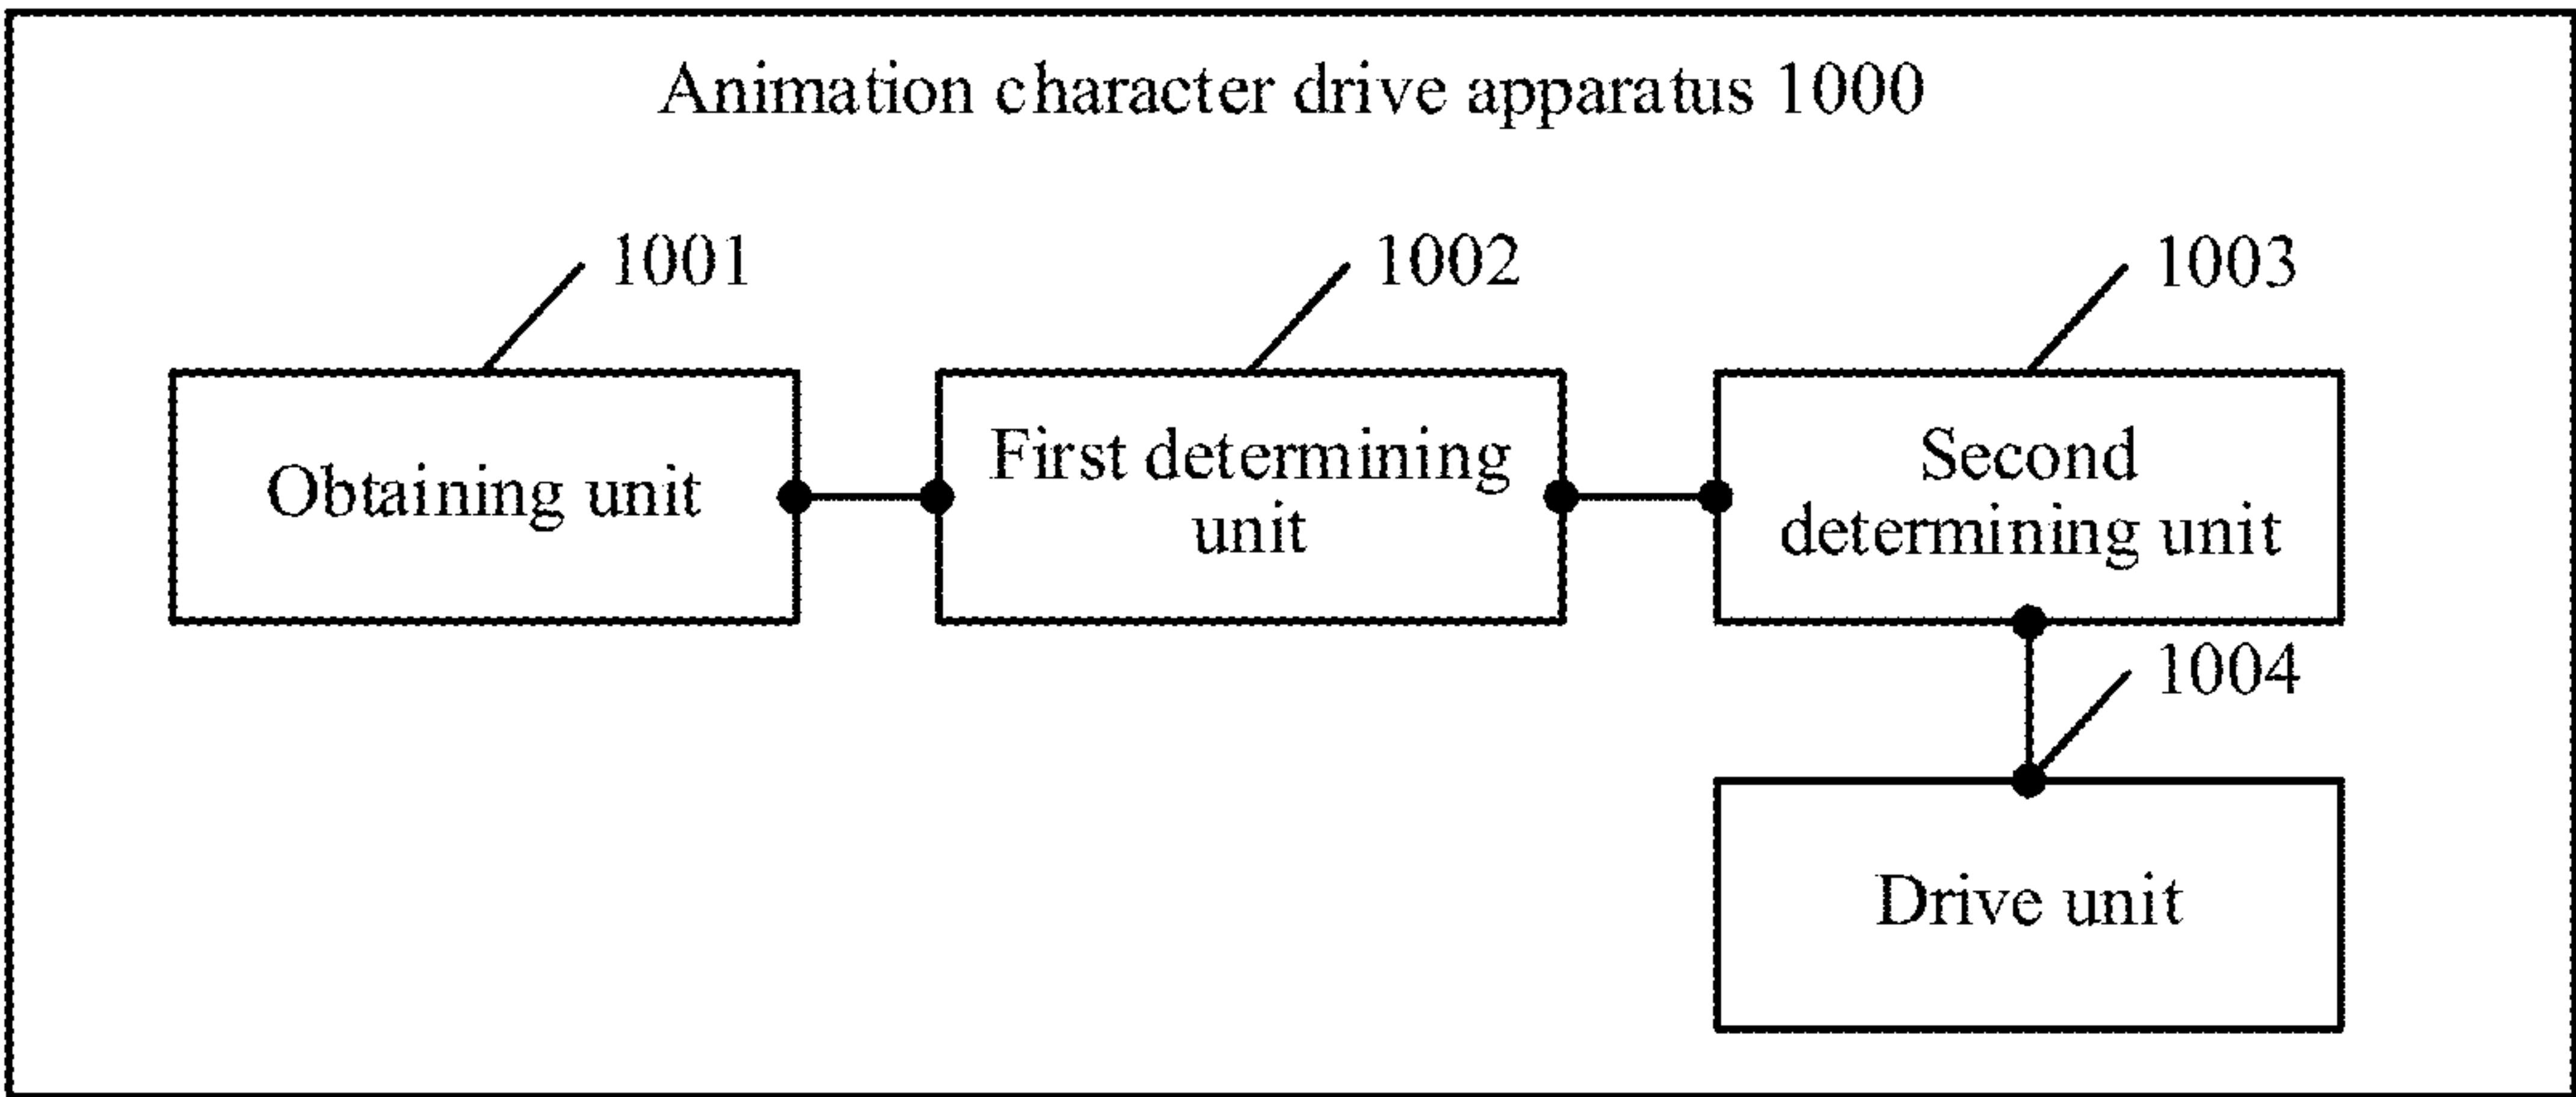 Animation character drive apparatus 1000
1001
1002
1003
Obtaining unit
First determining
unit
Second
determining unit
1004
Drive unit